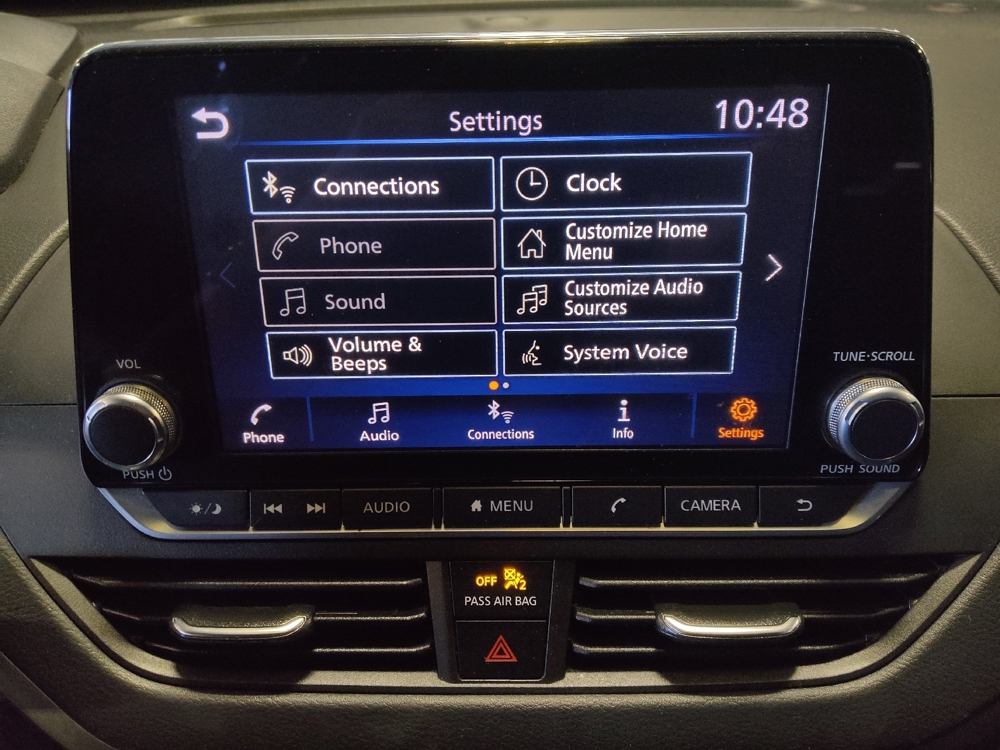 Settings
10:48
Connections
Clock
Phone
Customize Home
Menu
Sound
Customize Audio
Sources
Volume &
Beeps
System Voice
Phone
Audio
Connections
Info
Settings
VOL
PUSH
TUNE·SCROLL
PUSH SOUND
AUDIO
MENU
CAMERA
OFF 2
PASS AIR BAG